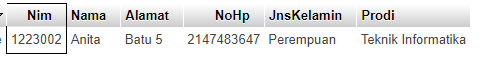 Nim Nama Alamat NoHp JnsKelamin Prodi
1223002 Anita Batu 5 2147483647 Perempuan Teknik Informatika